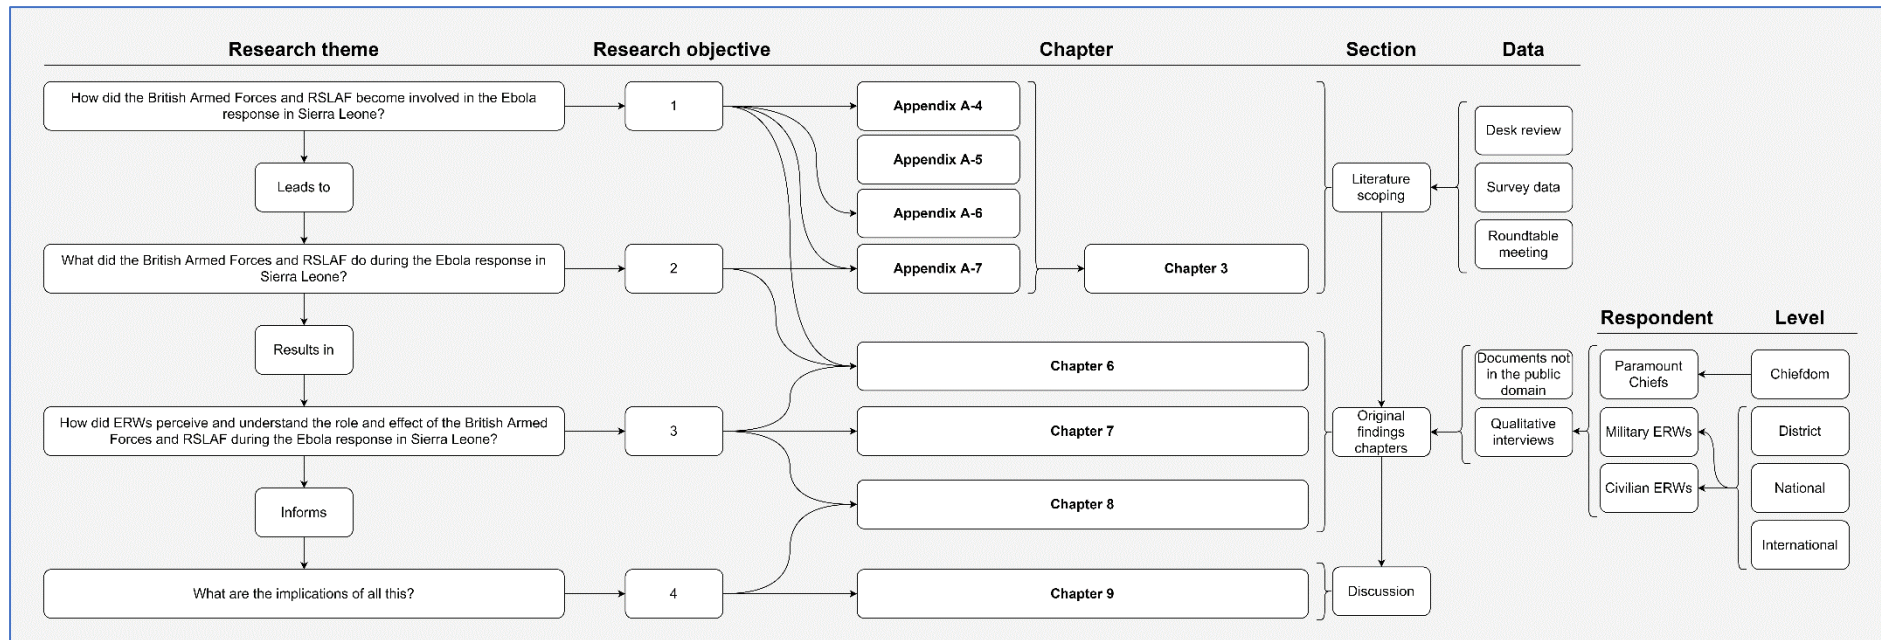 Research theme
Research objective
Chapter
Section
Data
How did the British Armed Forces and RSLAF become involved in the Ebola
response in Sierra Leone?
1
Appendix A-4
Desk review
Appendix A-5
Leads to
Literature
scoping
Survey data
Appendix A-6
Roundtable
meeting
What did the British Armed Forces and RSLAF do during the Ebola response in
Sierra Leone?
2
Appendix A-7
Chapter 3
Respondent
Level
Results in
Chapter 6
Documents not
in the public
domain
Paramount
Chiefs
Chiefdom
How did ERWs perceive and understand the role and effect of the British Armed
Forces and RSLAF during the Ebola response in Sierra Leone?
3
Chapter 7
Original
findings
chapters
Qualitative
interviews
Military ERWs
District
Civilian ERWs
National
Informs
Chapter 8
International
What are the implications of all this?
4
Chapter 9
Discussion